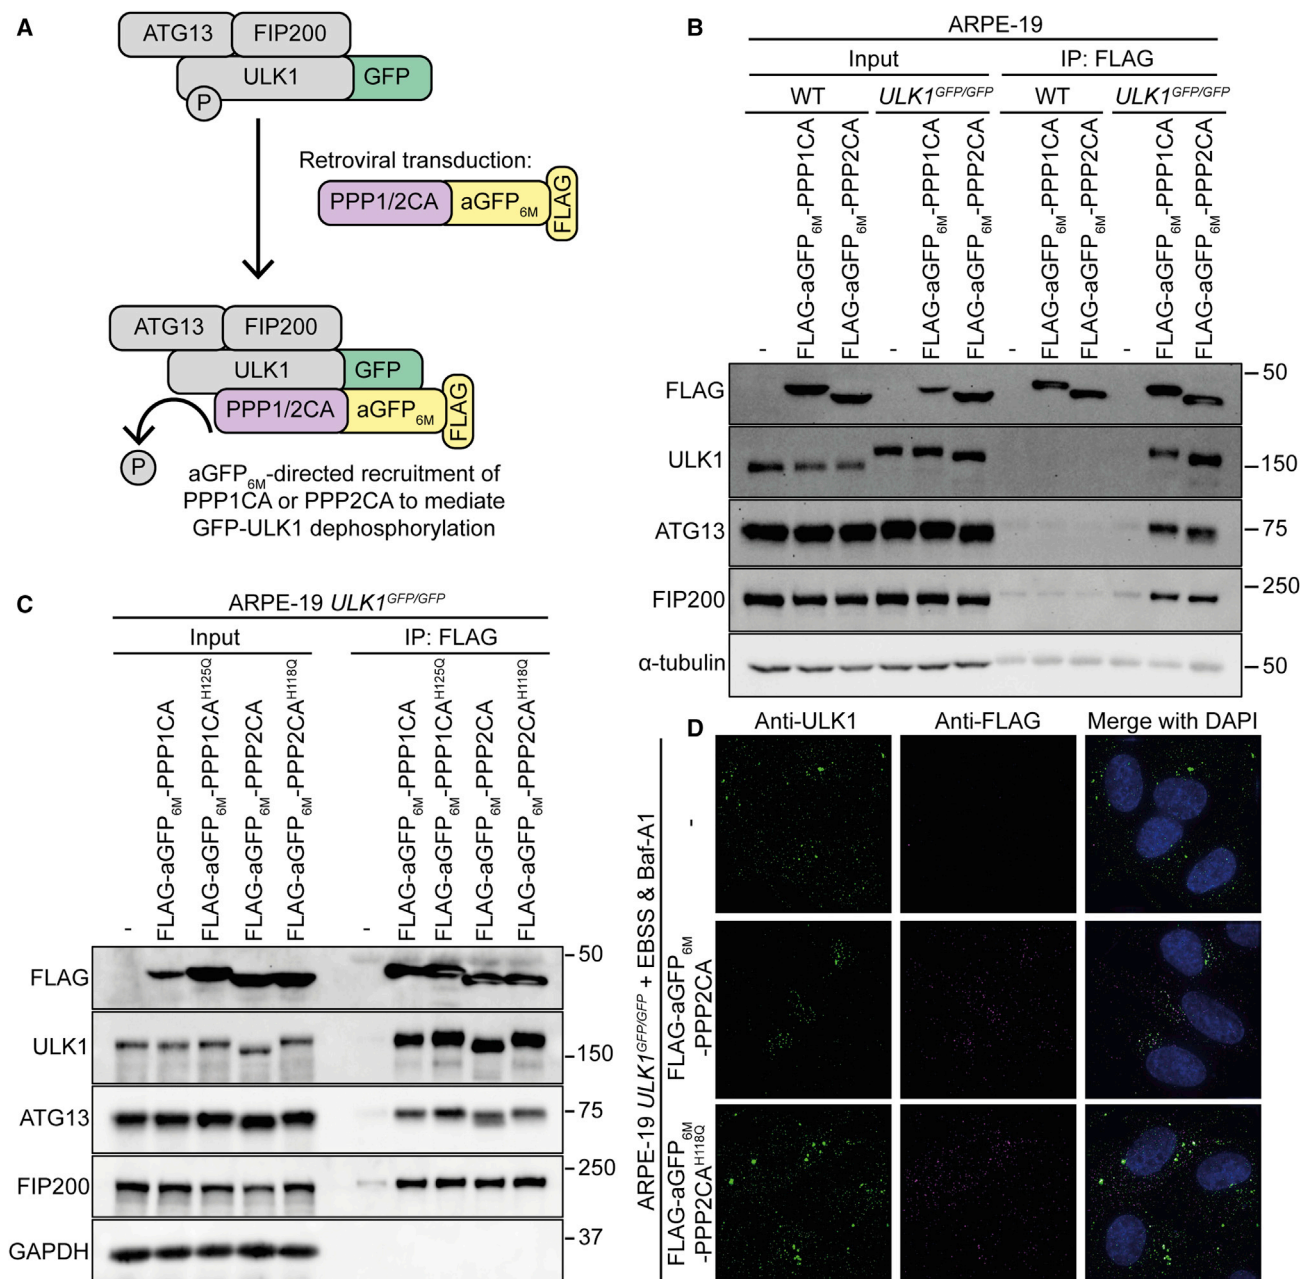 A
ATG13 FIP200
ULK1 GFP
P
Retroviral transduction:
PPP1/2CA aGFP6M FLAG
ATG13 FIP200
ULK1 GFP
PPP1/2CA aGFP6M FLAG
P
aGFP6M-directed recruitment of
PPP1CA or PPP2CA to mediate
GFP-ULK1 dephosphorylation
B
ARPE-19
Input IP: FLAG
WT ULK1GFP/GFP WT ULK1GFP/GFP
-
FLAG-aGFP6M-PPP1CA
FLAG-aGFP6M-PPP2CA
-
FLAG-aGFP6M-PPP1CA
FLAG-aGFP6M-PPP2CA
-
FLAG-aGFP6M-PPP1CA
FLAG-aGFP6M-PPP2CA
-
FLAG-aGFP6M-PPP1CA
FLAG-aGFP6M-PPP2CA
FLAG 50
ULK1 150
ATG13 75
FIP200 250
α-tubulin 50
C
ARPE-19 ULK1GFP/GFP
Input IP: FLAG
-
FLAG-aGFP6M-PPP1CA
FLAG-aGFP6M-PPP1CAH125Q
FLAG-aGFP6M-PPP2CA
FLAG-aGFP6M-PPP2CAH118Q
-
FLAG-aGFP6M-PPP1CA
FLAG-aGFP6M-PPP1CAH125Q
FLAG-aGFP6M-PPP2CA
FLAG-aGFP6M-PPP2CAH118Q
FLAG 50
ULK1 150
ATG13 75
FIP200 250
GAPDH 37
D
Anti-ULK1 Anti-FLAG Merge with DAPI
ARPE-19 ULK1GFP/GFP + EBSS & Baf-A1
-
FLAG-aGFP6M
-PPP2CA
FLAG-aGFP6M
-PPP2CAH118Q